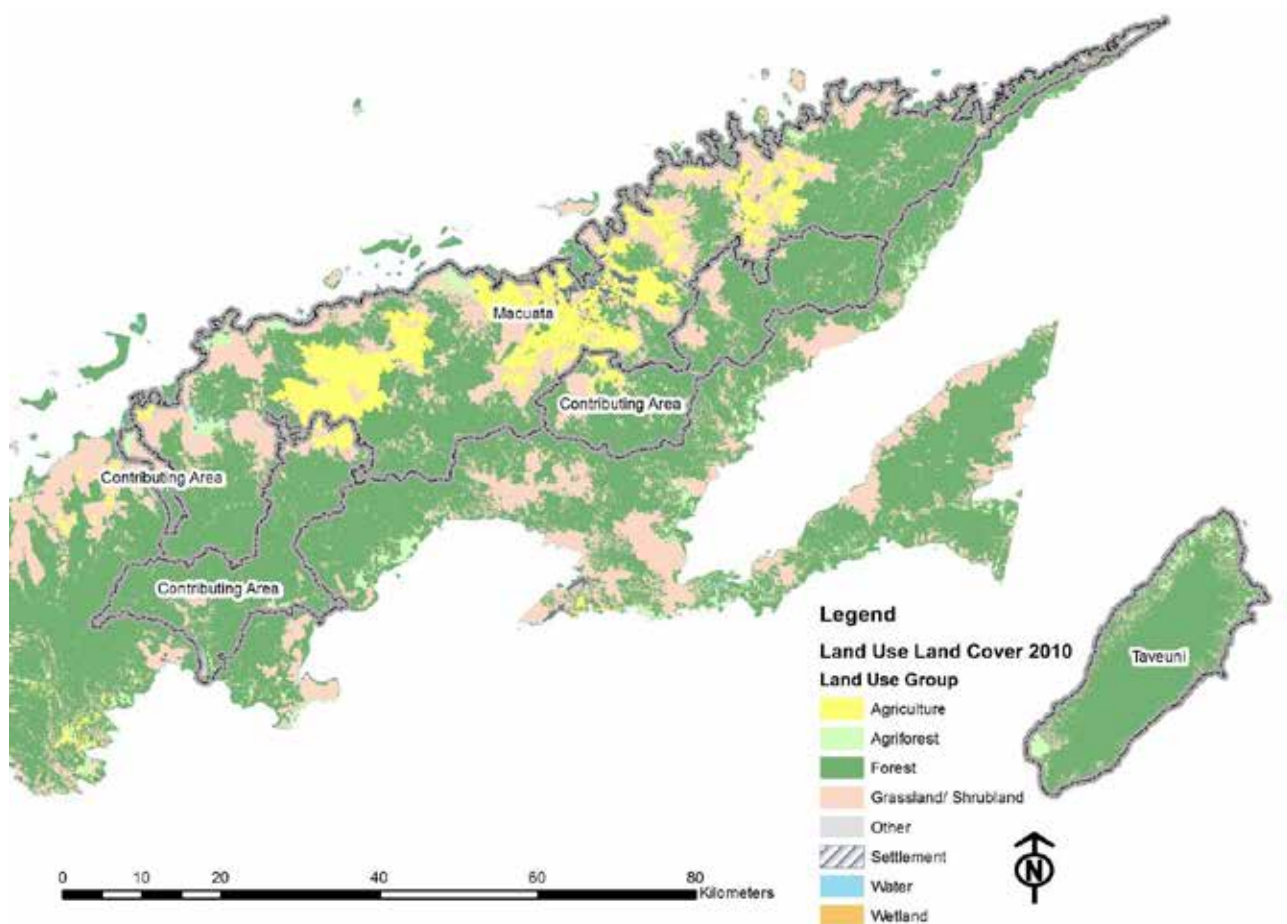 Macuata
Contributing Area
Contributing Area
Contributing Area
Taveuni
Legend
Land Use Land Cover 2010
Land Use Group
Agriculture
Agriforest
Forest
Grassland/ Shrubland
Other
Settlement
Water
Wetland
N
0 10 20 40 60 80
Kilometers